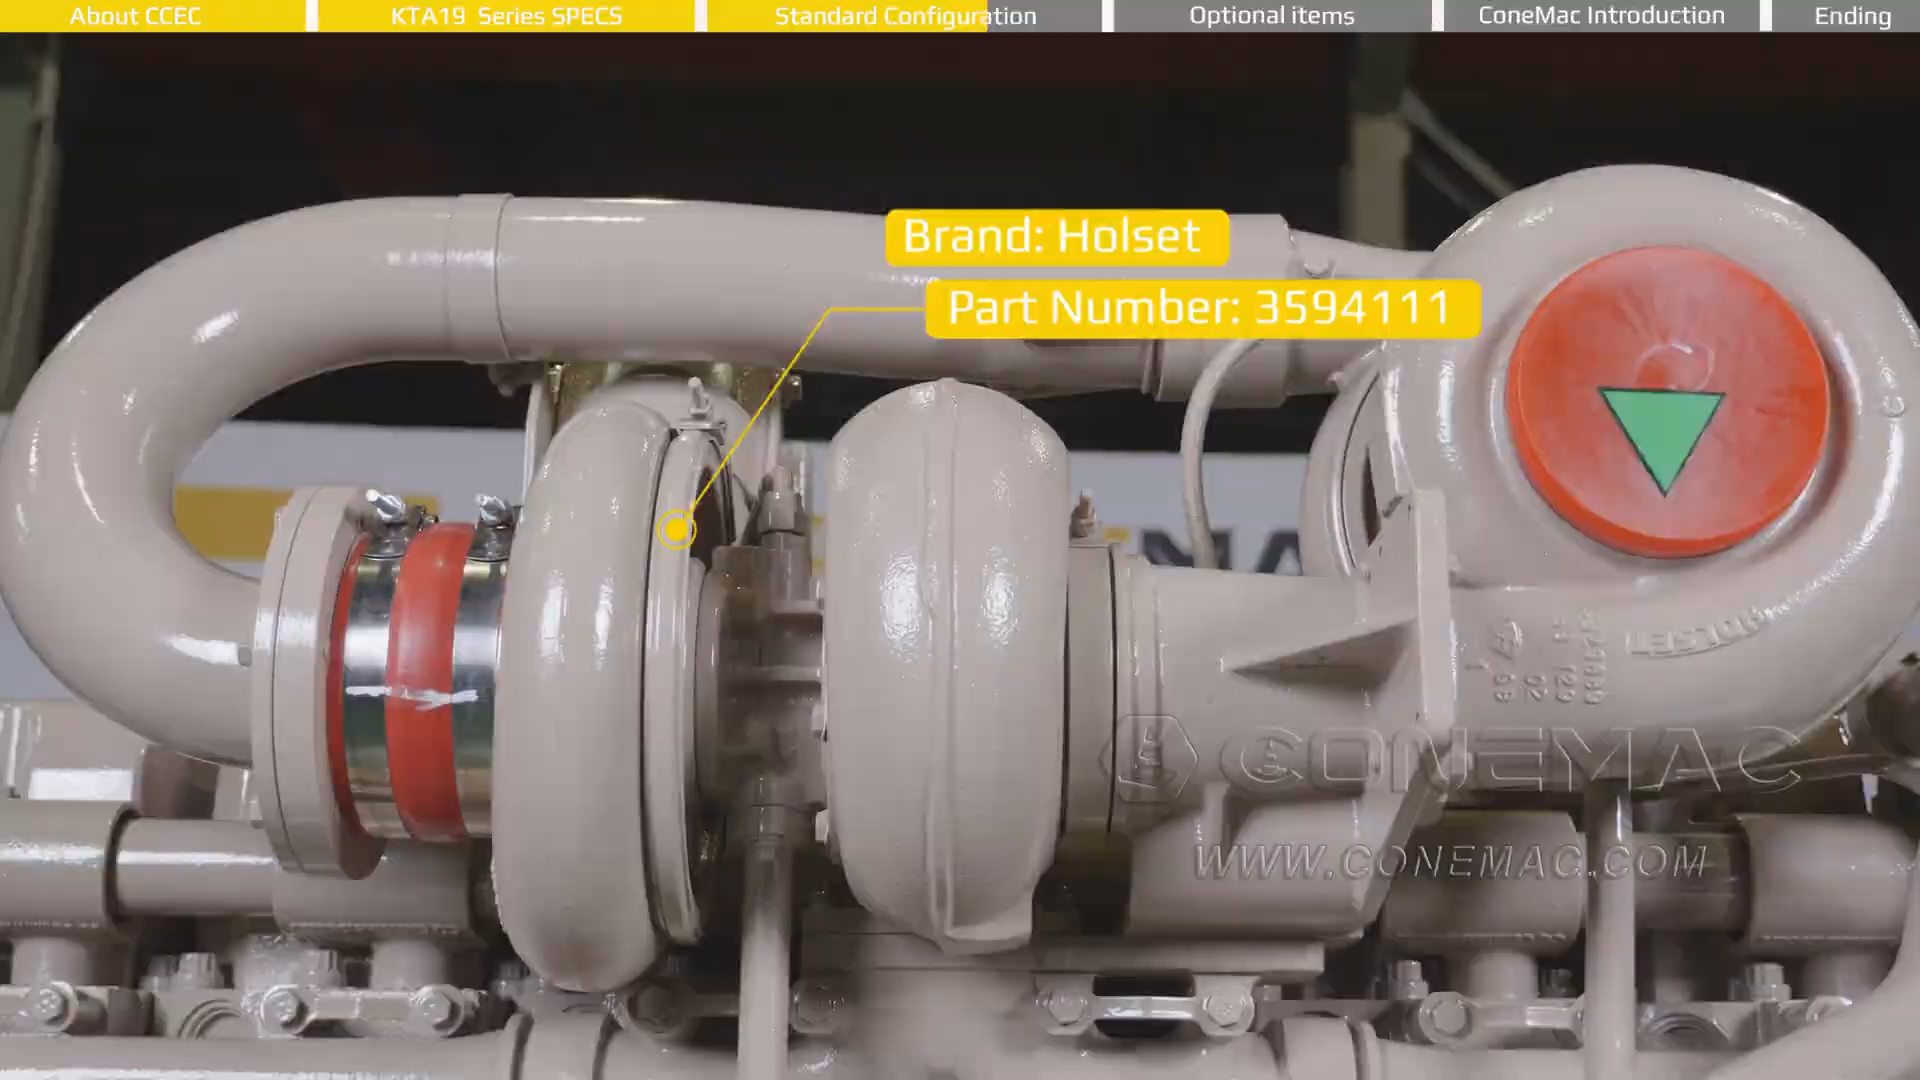 About CCEC
KTA19 Series SPECS
Standard Configuration
Optional items
ConeMac Introduction
Ending
Brand: Holset
Part Number: 3594111
HOLSET
CONEMAC
WWW.CONEMAC.COM